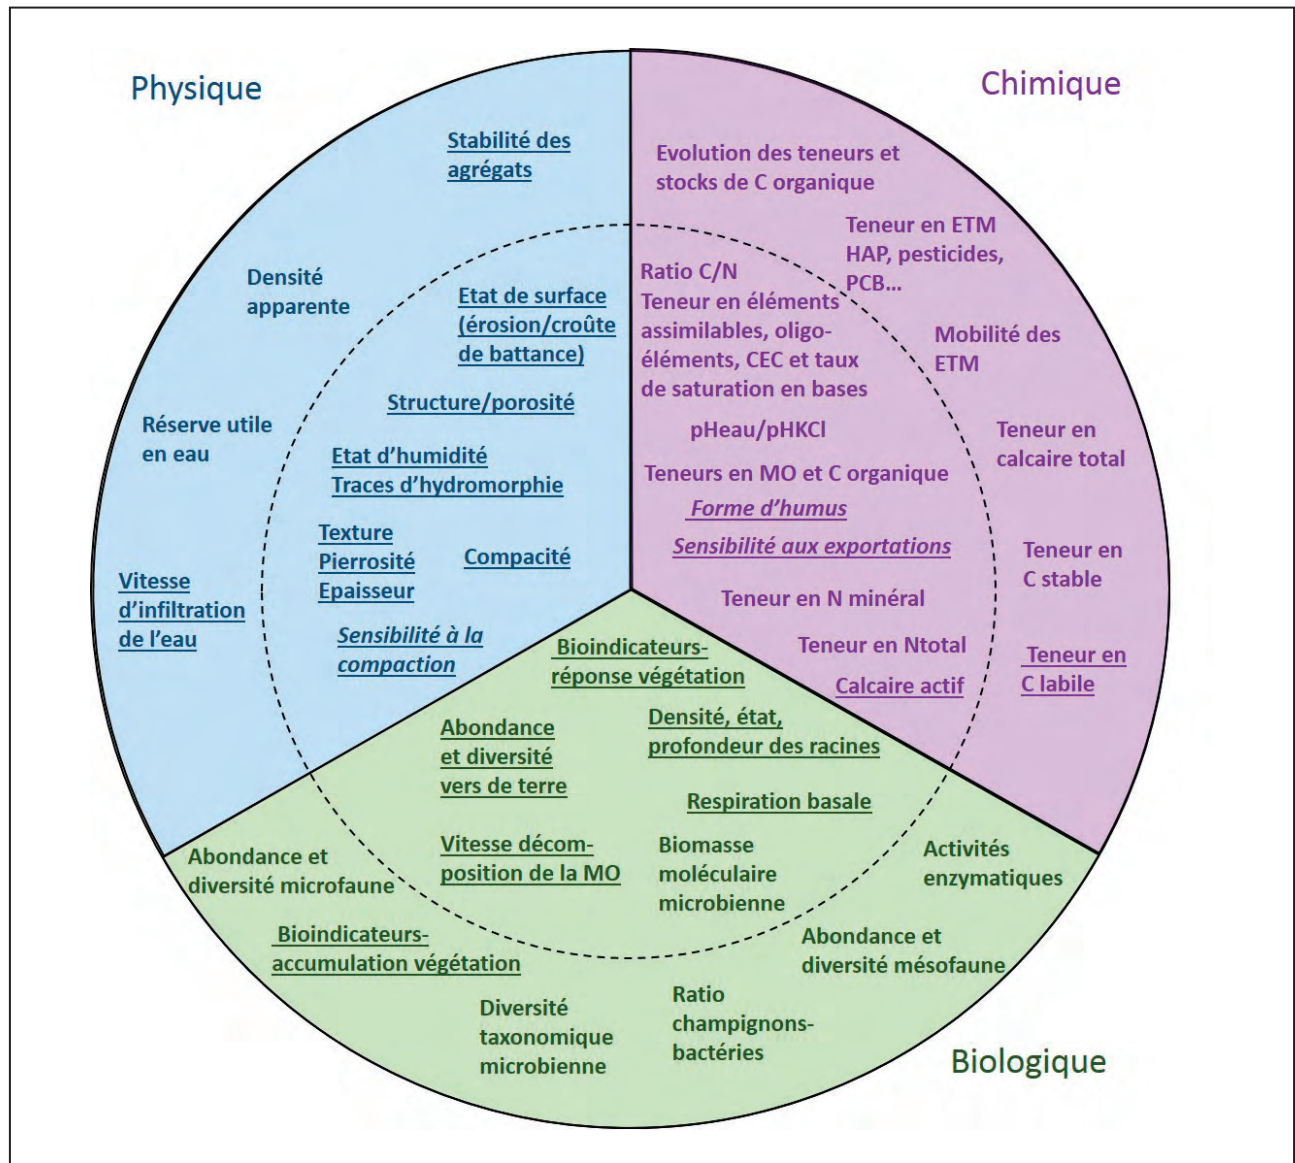 Physique
Stabilité des
agrégats
Densité
apparente
Etat de surface
(érosion/croûte
de battance)
Structure/porosité
Réserve utile
en eau
Etat d'humidité
Traces d'hydromorphie
Texture
Pierrosité
Epaisseur
Compacité
Vitesse
d'infiltration
de l'eau
Sensibilité à la
compaction
Chimique
Evolution des teneurs et
stocks de C organique
Teneur en ETM
HAP, pesticides,
PCB...
Ratio C/N
Teneur en éléments
assimilables, oligo-
éléments, CEC et taux
de saturation en bases
Mobilité des
ETM
pHeau/pHKCl
Teneur en
calcaire total
Teneurs en MO et C organique
Forme d'humus
Sensibilité aux exportations
Teneur en
C stable
Teneur en N minéral
Teneur en Ntotal
Calcaire actif
Teneur en
C labile
Bioindicateurs-
réponse végétation
Abondance
et diversité
vers de terre
Densité, état,
profondeur des racines
Respiration basale
Vitesse décom-
position de la MO
Biomasse
moléculaire
microbienne
Activités
enzymatiques
Abondance et
diversité microfaune
Bioindicateurs-
accumulation végétation
Abondance et
diversité mésofaune
Diversité
taxonomique
microbienne
Ratio
champignons-
bactéries
Biologique